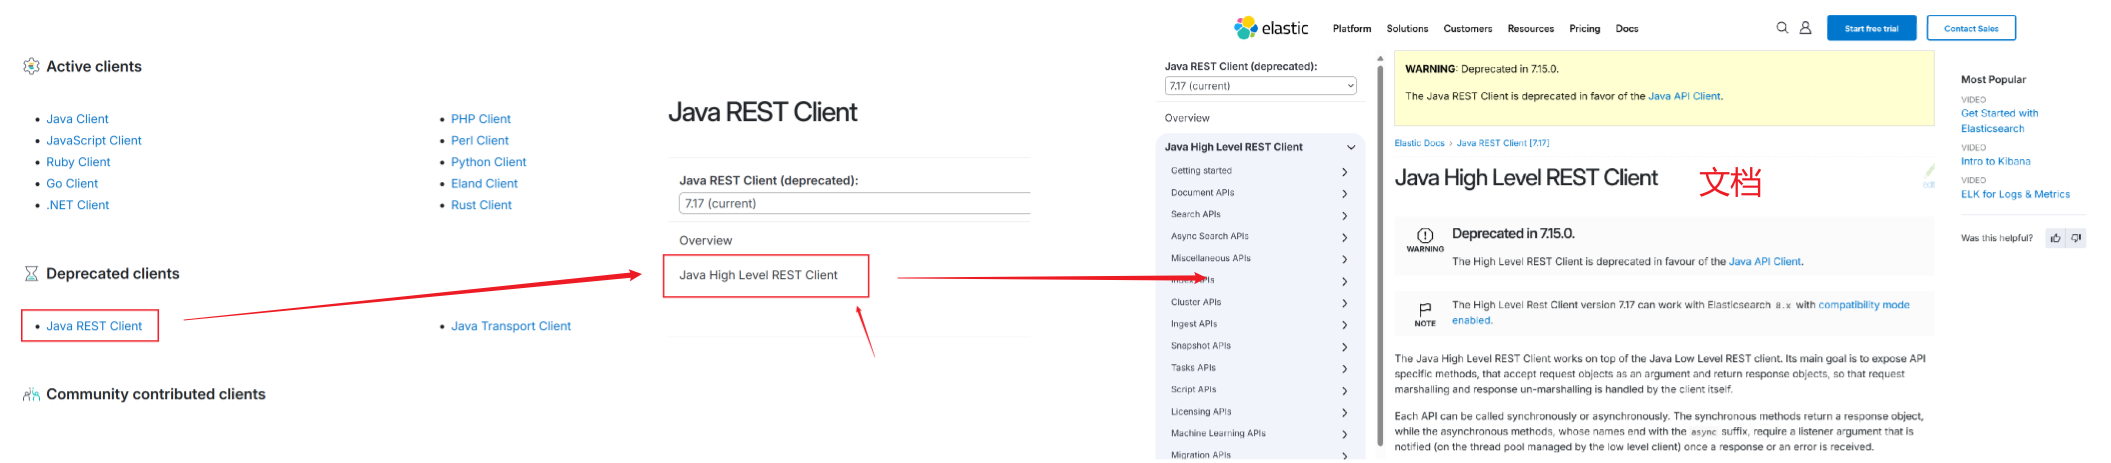 Active clients
Java Client
JavaScript Client
Ruby Client
Go Client
.NET Client
PHP Client
Perl Client
Python Client
Eland Client
Rust Client
Deprecated clients
Java REST Client
Java Transport Client
Community contributed clients
Java REST Client
Java REST Client (deprecated):
7.17 (current)
Overview
Java High Level REST Client
elastic
Platform
Solutions
Customers
Resources
Pricing
Docs
Start free trial
Contact Sales
Java REST Client (deprecated):
7.17 (current)
Overview
Java High Level REST Client
Getting started
Document APIs
Search APIs
Async Search APIs
Miscellaneous APIs
Index APIs
Cluster APIs
Ingest APIs
Snapshot APIs
Tasks APIs
Script APIs
Licensing APIs
Machine Learning APIs
Migration APIs
WARNING: Deprecated in 7.15.0.
The Java REST Client is deprecated in favor of the Java API Client.
Elastic Docs › Java REST Client [7.17]
Java High Level REST Client
文档
edit
WARNING
Deprecated in 7.15.0.
The High Level REST Client is deprecated in favour of the Java API Client.
NOTE
The High Level Rest Client version 7.17 can work with Elasticsearch 8.x with compatibility mode
enabled.
The Java High Level REST Client works on top of the Java Low Level REST client. Its main goal is to expose API
specific methods, that accept request objects as an argument and return response objects, so that request
marshalling and response un-marshalling is handled by the client itself.
Each API can be called synchronously or asynchronously. The synchronous methods return a response object,
while the asynchronous methods, whose names end with the async suffix, require a listener argument that is
notified (on the thread pool managed by the low level client) once a response or an error is received.
Most Popular
VIDEO
Get Started with
Elasticsearch
VIDEO
Intro to Kibana
VIDEO
ELK for Logs & Metrics
Was this helpful?